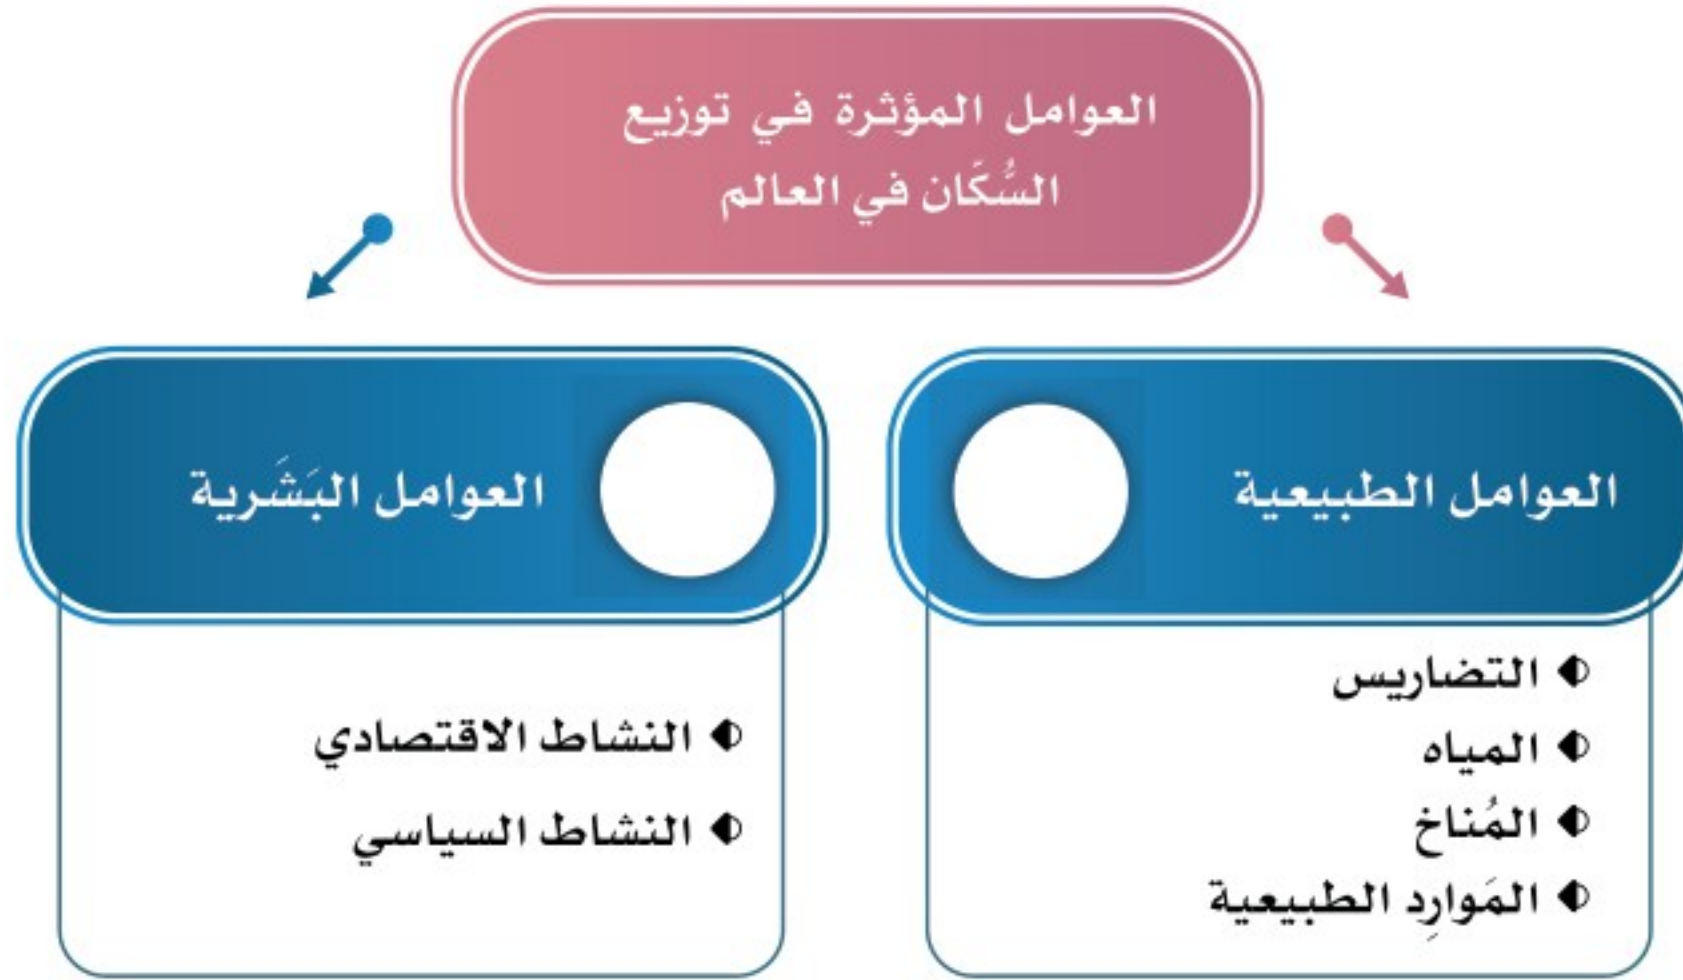 العوامل المؤثرة في توزيع
السُّكَّان في العالم
العوامل الطبيعية
التضاريس
المياه
المُناخ
المَوارِد الطبيعية
العوامل البَشَرية
النشاط الاقتصادي
النشاط السياسي